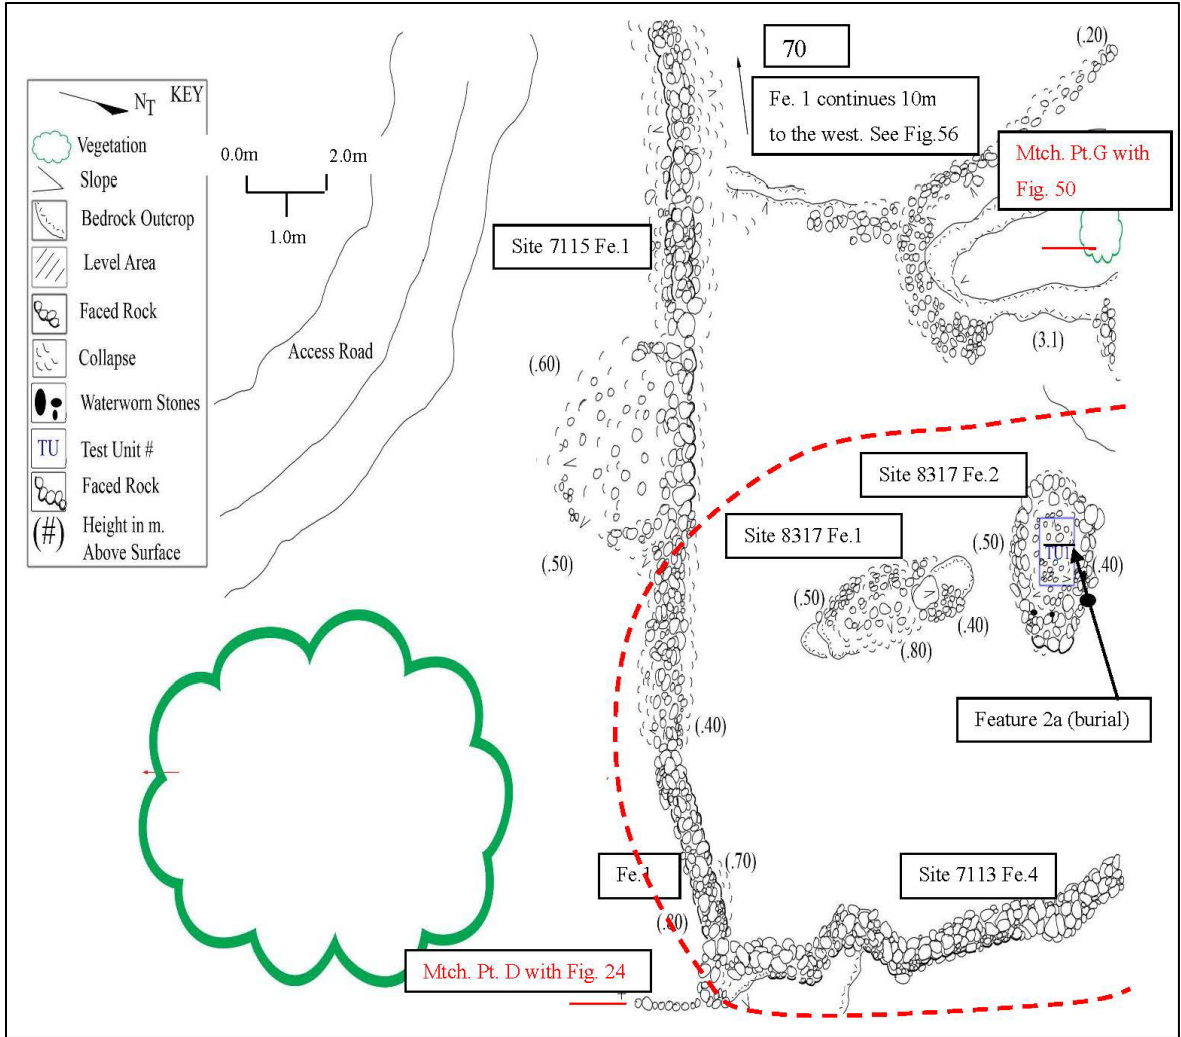 70
(.20)
Fe. 1 continues 10m
to the west. See Fig.56
Mtch. Pt.G with
Fig. 50
NT
KEY
Vegetation
Slope
Bedrock Outcrop
Level Area
Faced Rock
Collapse
Waterworn Stones
TU
Test Unit #
Faced Rock
(#)
Height in m.
Above Surface
0.0m
2.0m
1.0m
Site 7115 Fe.1
Access Road
(.60)
(3.1)
(.50)
Site 8317 Fe.2
Site 8317 Fe.1
(.50)
TU1
(.40)
(.50)
(.40)
(.80)
Feature 2a (burial)
(.40)
(.70)
Fe.1
Site 7113 Fe.4
(.80)
Mtch. Pt. D with Fig. 24